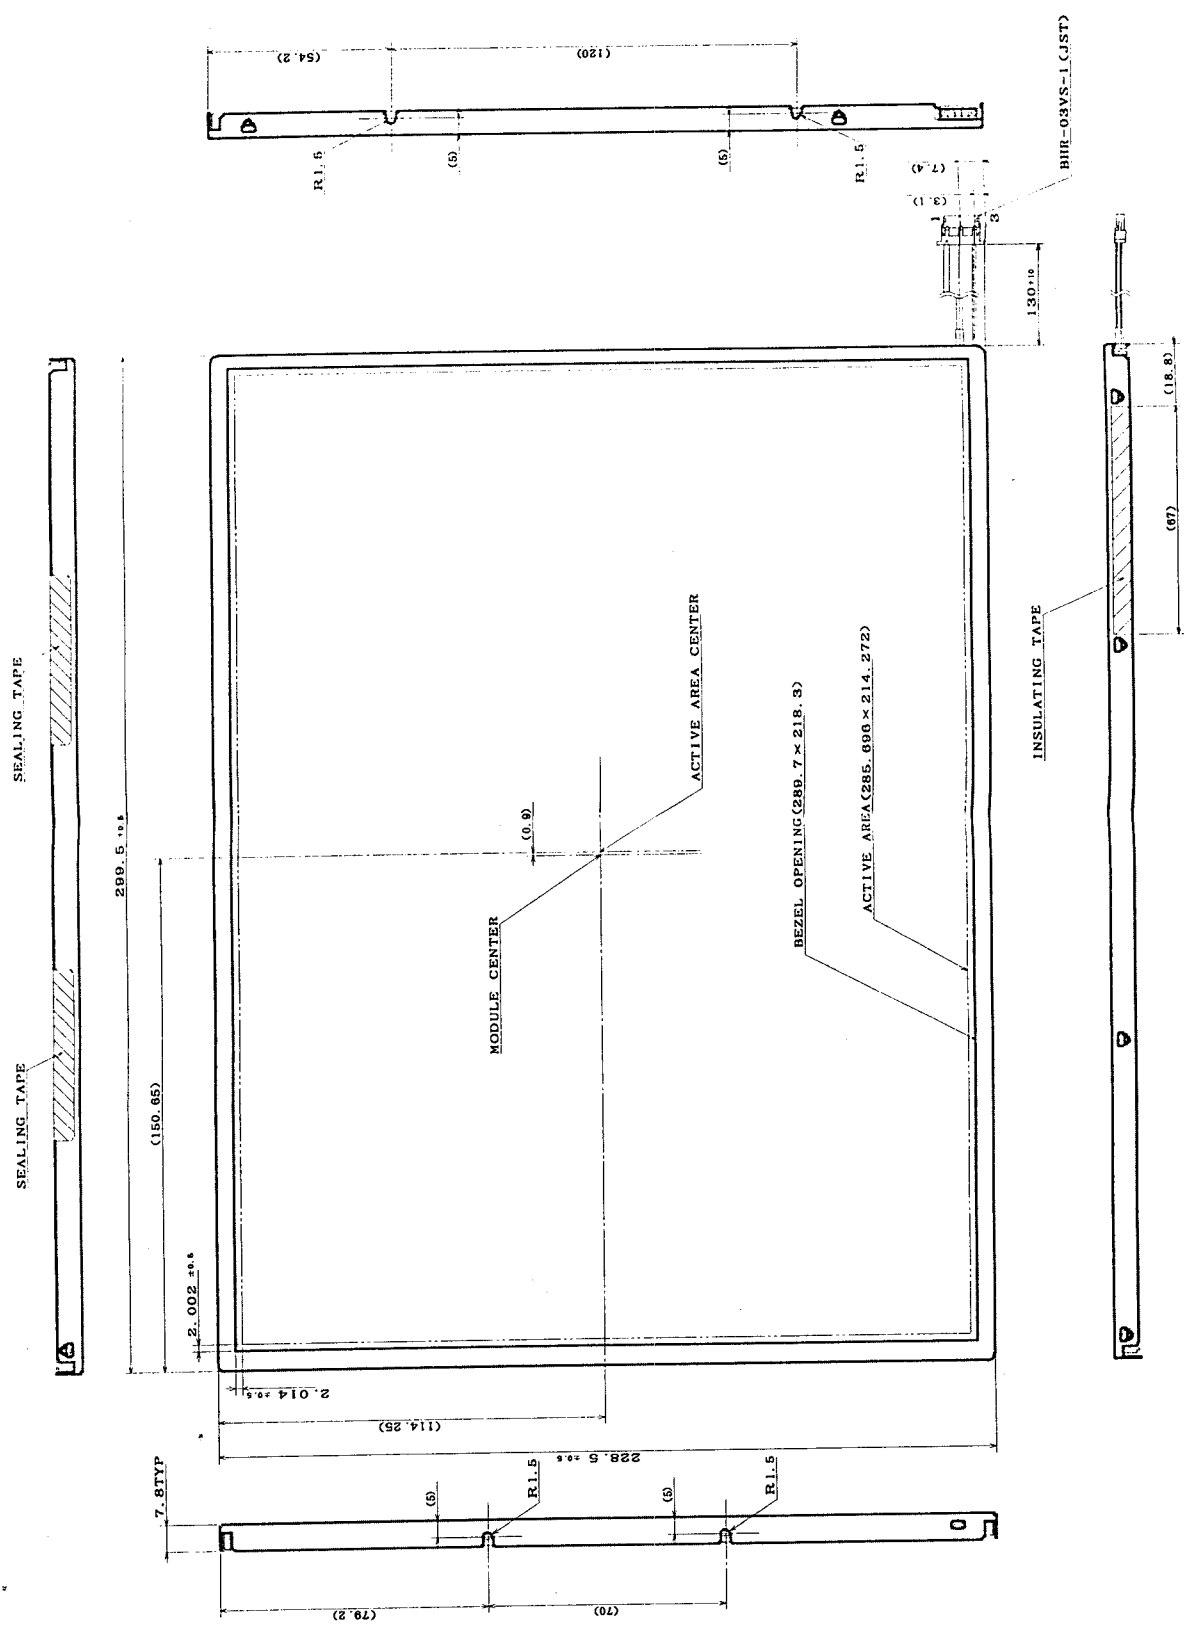 (54.2)
(120)
R1.5
(5)
(5)
R1.5
BHR-03VS-1(JST)
(7.4)
(3.1)
1
3
130±10
SEALING TAPE
SEALING TAPE
299.5 ±0.5
(150.65)
2.002 ±0.5
2.014 ±0.5
(114.25)
228.5 ±0.5
(0.9)
MODULE CENTER
ACTIVE AREA CENTER
BEZEL OPENING(289.7×218.3)
ACTIVE AREA(285.696×214.272)
INSULATING TAPE
(18.8)
(67)
7.8TYP
(5)
R1.5
(5)
R1.5
(79.2)
(70)